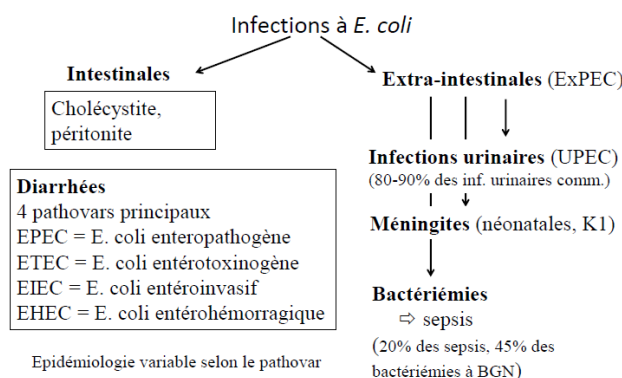 Infections à E. coli
Intestinales
Cholécystite,
péritonite
Diarrhées
4 pathovars principaux
EPEC = E. coli enteropathogène
ETEC = E. coli entérotoxinogène
EIEC = E. coli entéroinvasif
EHEC = E. coli entérohémorragique
Epidémiologie variable selon le pathovar
Extra-intestinales (ExPEC)
Infections urinaires (UPEC)
(80-90% des inf. urinaires comm.)
Méningites (néonatales, K1)
Bactériémies
⇨ sepsis
(20% des sepsis, 45% des
bactériémies à BGN)